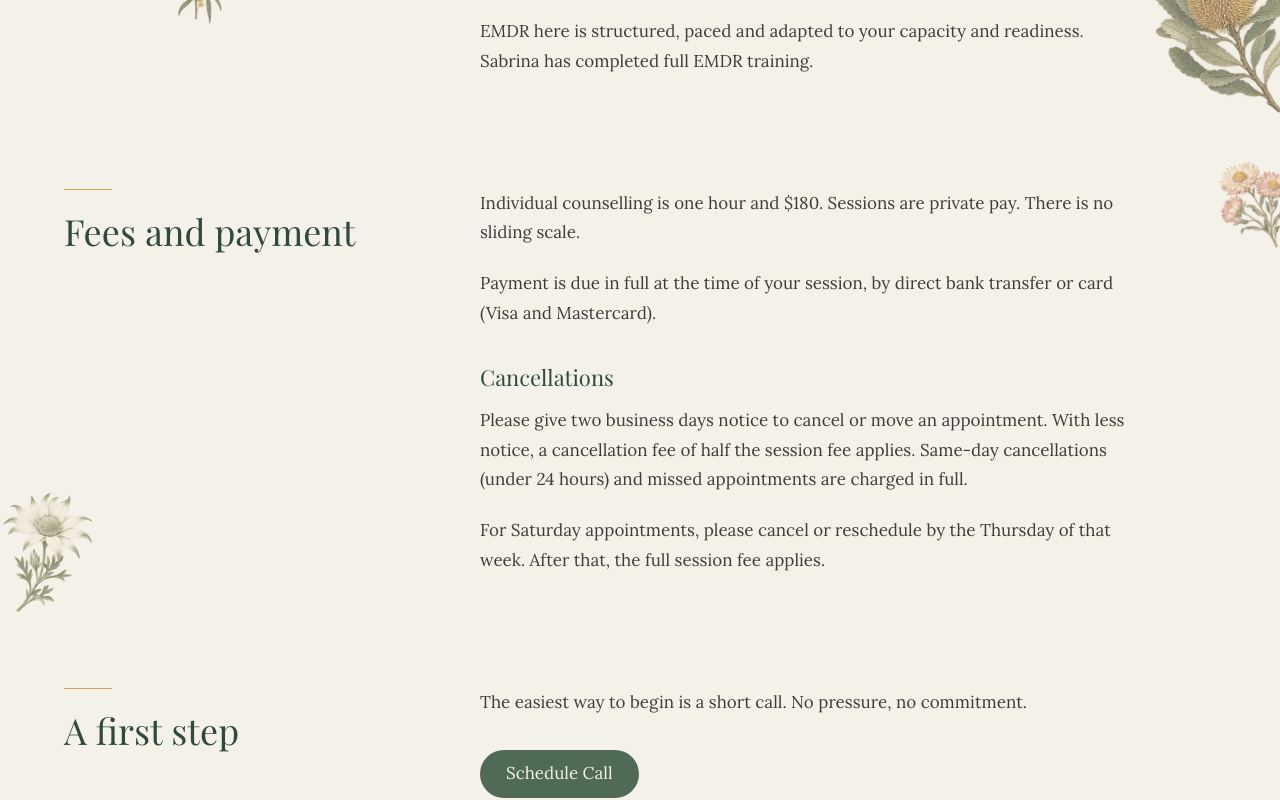 EMDR here is structured, paced and adapted to your capacity and readiness.
Sabrina has completed full EMDR training.
Fees and payment
Individual counselling is one hour and $180. Sessions are private pay. There is no
sliding scale.
Payment is due in full at the time of your session, by direct bank transfer or card
(Visa and Mastercard).
Cancellations
Please give two business days notice to cancel or move an appointment. With less
notice, a cancellation fee of half the session fee applies. Same-day cancellations
(under 24 hours) and missed appointments are charged in full.
For Saturday appointments, please cancel or reschedule by the Thursday of that
week. After that, the full session fee applies.
A first step
The easiest way to begin is a short call. No pressure, no commitment.
Schedule Call